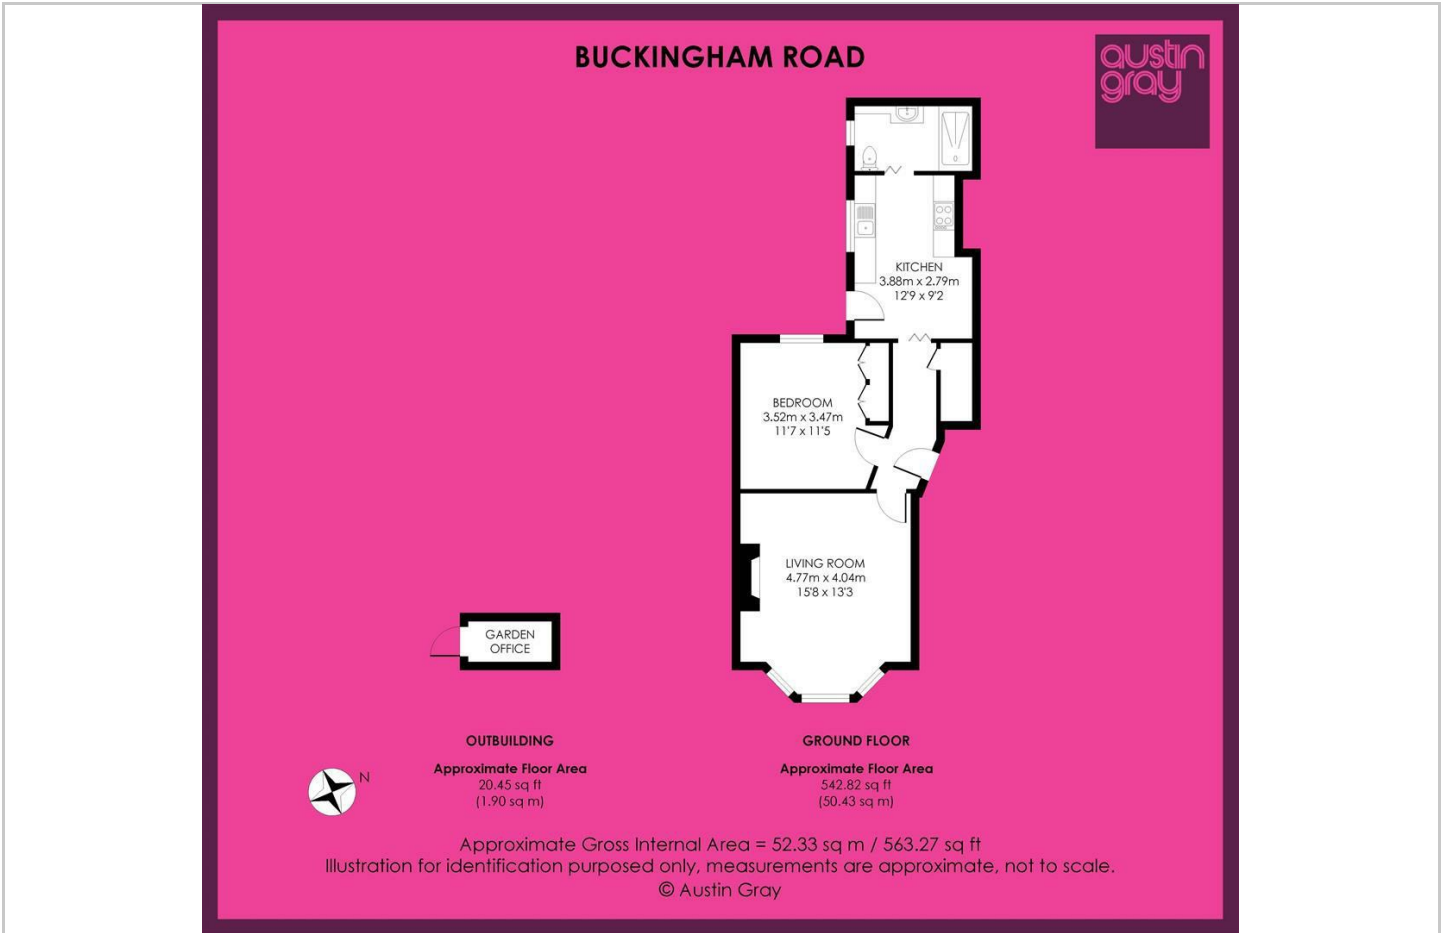 BUCKINGHAM ROAD
austin
gray
KITCHEN
3.88m x 2.79m
12'9 x 9'2
BEDROOM
3.52m x 3.47m
11'7 x 11'5
LIVING ROOM
4.77m x 4.04m
15'8 x 13'3
GARDEN
OFFICE
OUTBUILDING
Approximate Floor Area
20.45 sq ft
(1.90 sq m)
GROUND FLOOR
Approximate Floor Area
542.82 sq ft
(50.43 sq m)
N
Approximate Gross Internal Area = 52.33 sq m / 563.27 sq ft
Illustration for identification purposed only, measurements are approximate, not to scale.
© Austin Gray